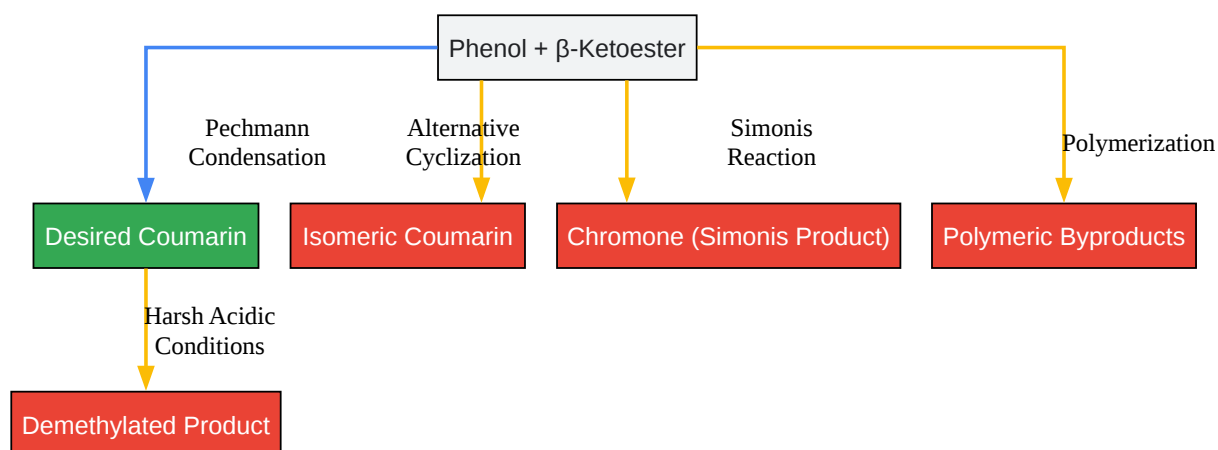 Phenol + β-Ketoester
Pechmann
Condensation
Alternative
Cyclization
Simonis
Reaction
Polymerization
Desired Coumarin
Isomeric Coumarin
Chromone (Simonis Product)
Polymeric Byproducts
Harsh Acidic
Conditions
Demethylated Product